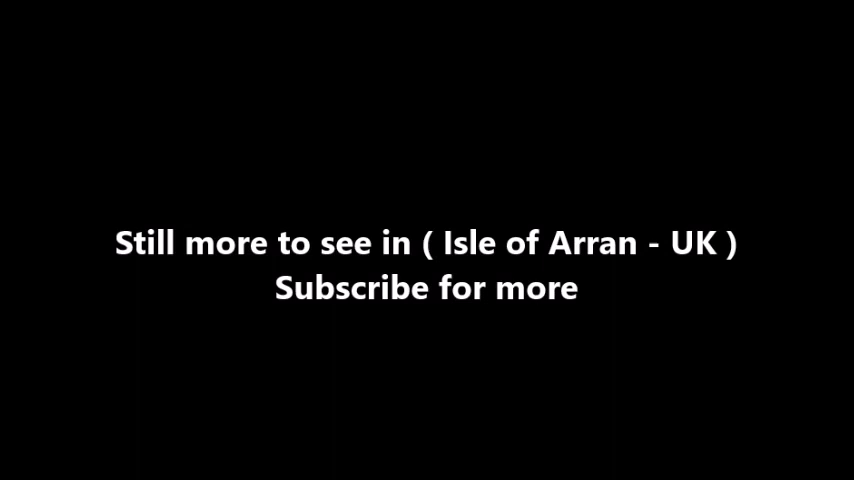 Still more to see in ( Isle of Arran - UK )
Subscribe for more